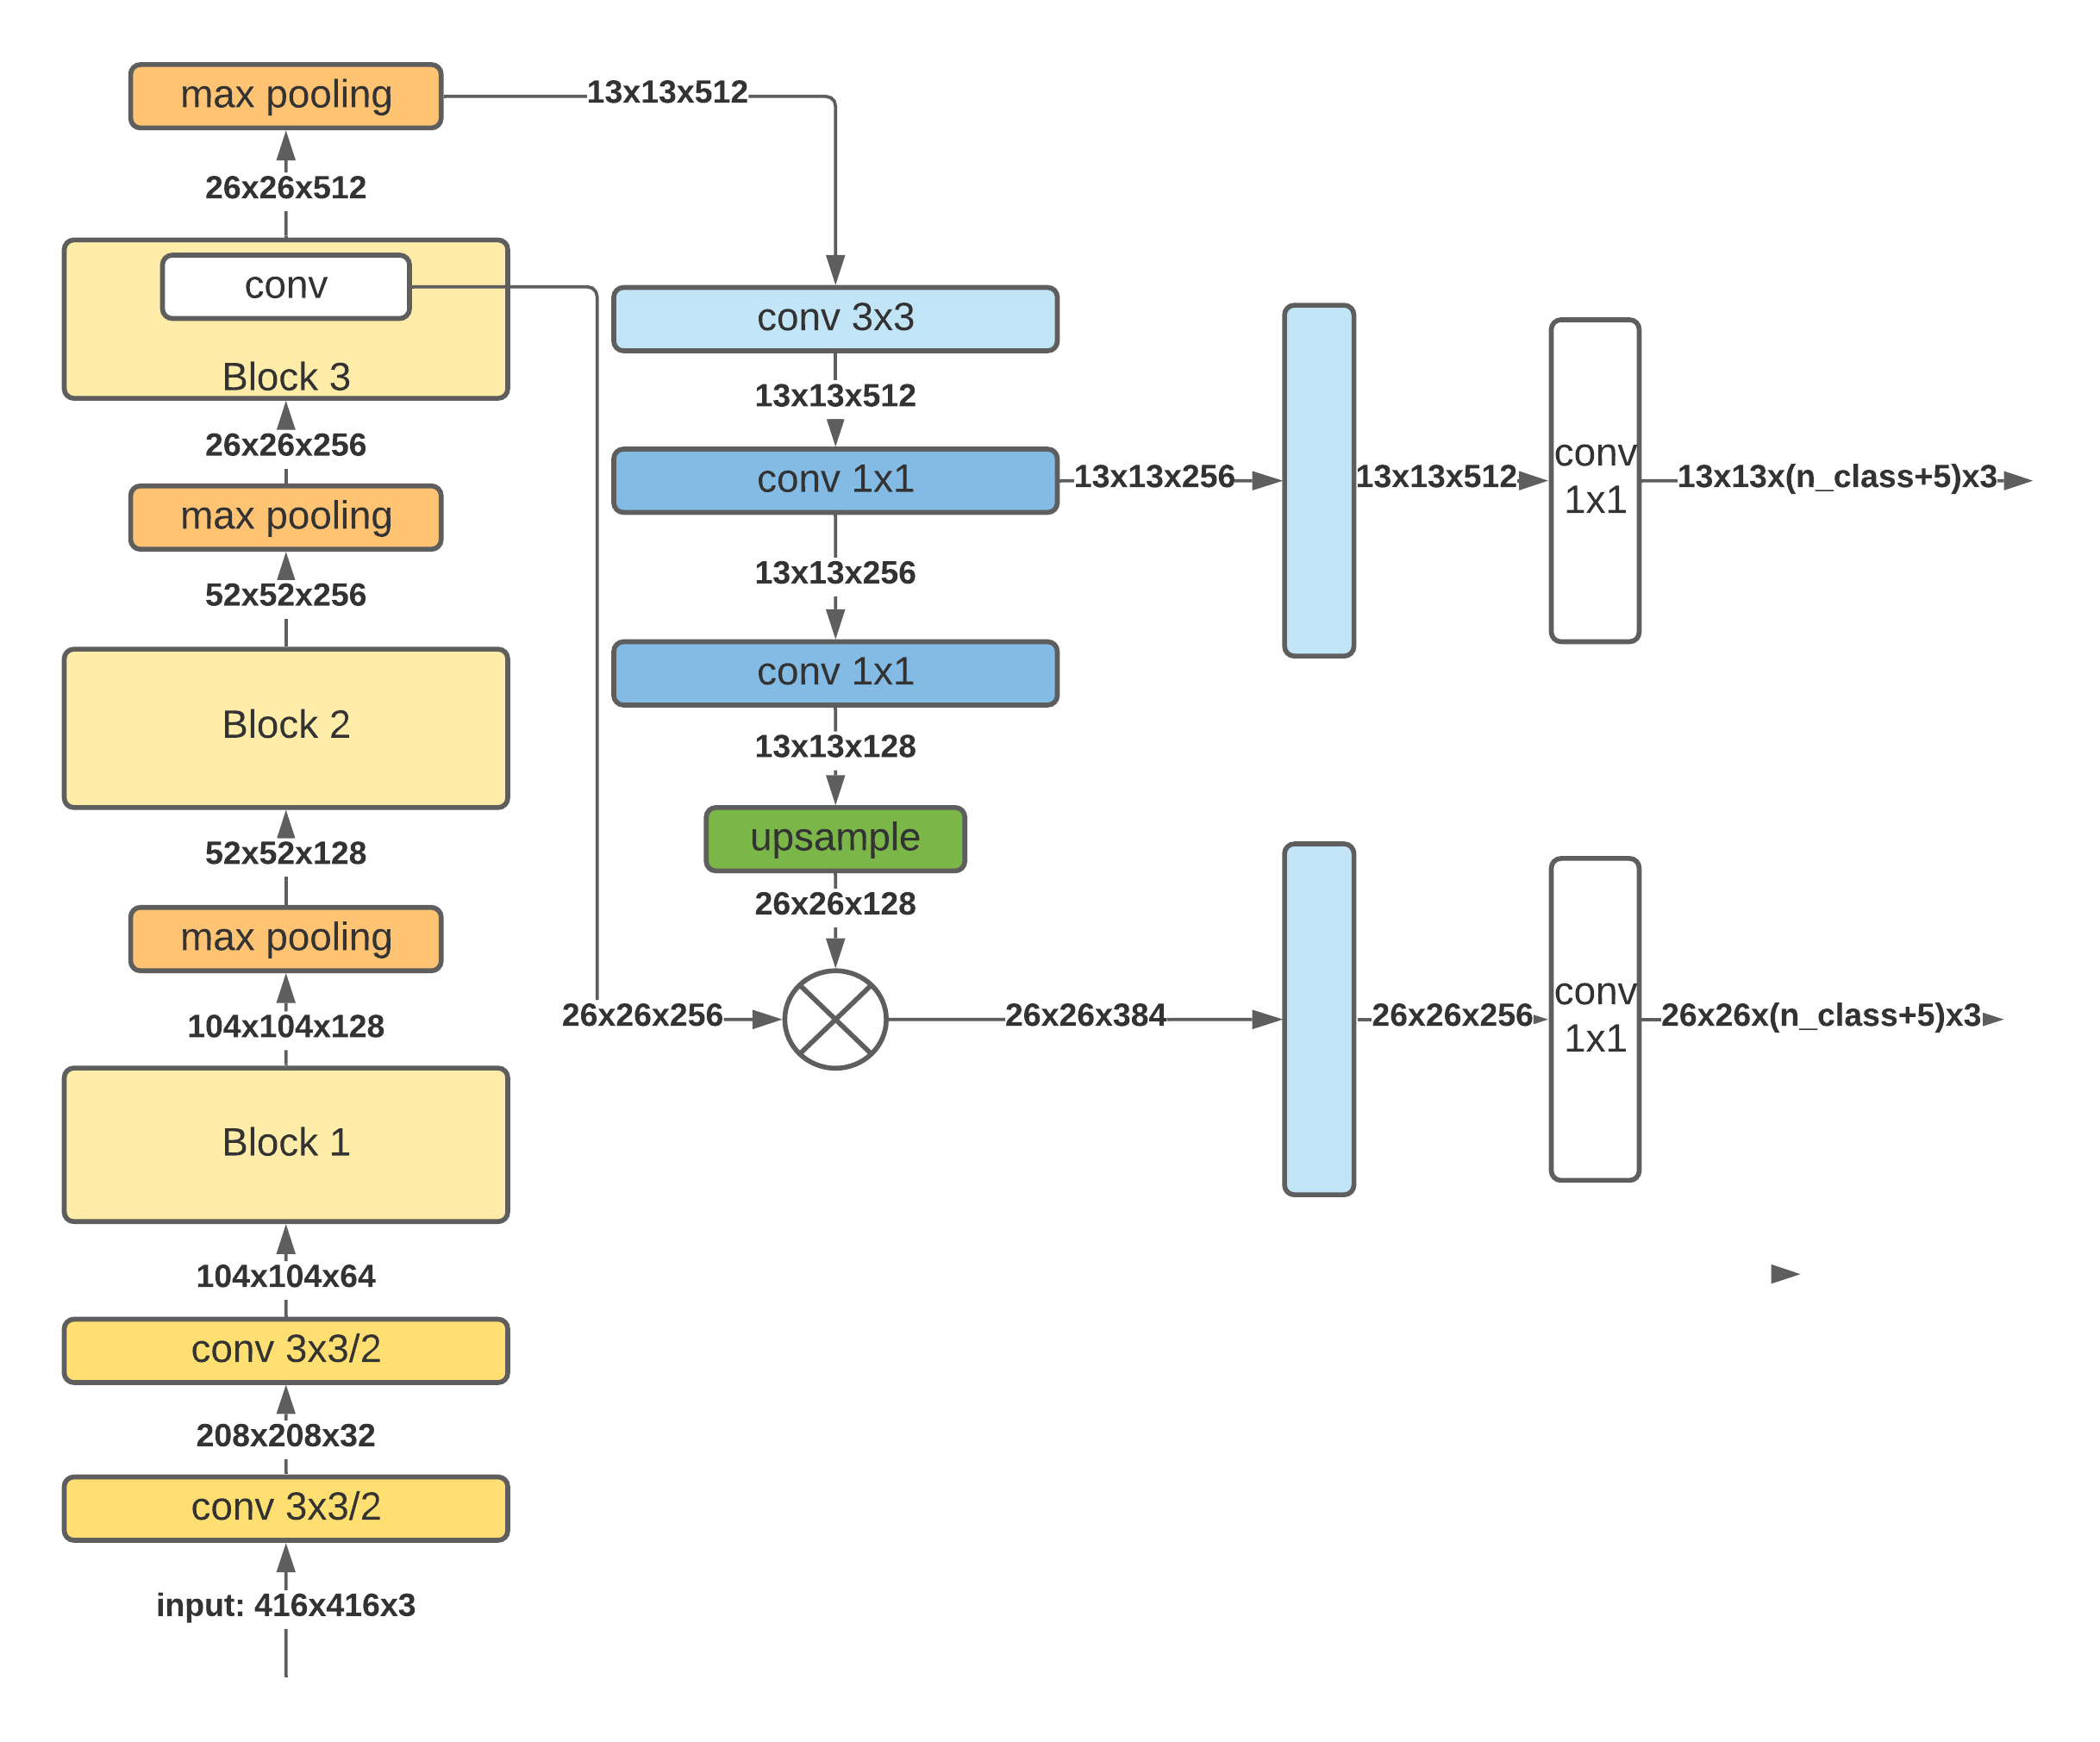 max pooling
13x13x512
26x26x512
conv
Block 3
26x26x256
max pooling
52x52x256
Block 2
52x52x128
max pooling
104x104x128
Block 1
104x104x64
conv 3x3/2
208x208x32
conv 3x3/2
input: 416x416x3
conv 3x3
13x13x512
conv 1x1
13x13x256
13x13x256
conv 1x1
13x13x128
upsample
26x26x128
26x26x256
26x26x384
13x13x512
conv
1x1
13x13x(n_class+5)x3
26x26x256
conv
1x1
26x26x(n_class+5)x3